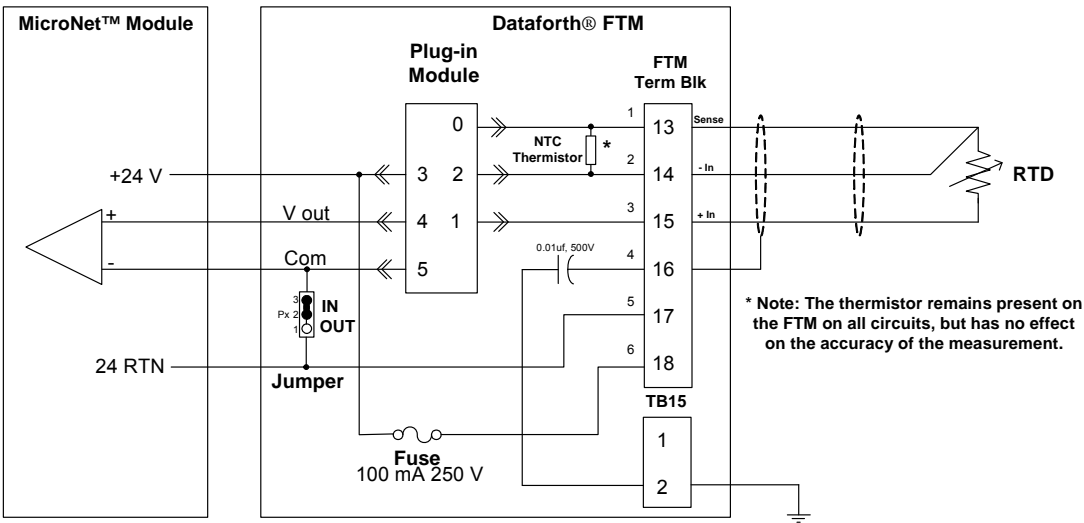 MicroNet™ Module
Dataforth® FTM
Plug-in
Module
FTM
Term Blk
0
NTC
Thermistor
*
1
13
Sense
+24 V
3
2
2
14
- In
RTD
+
V out
4
1
3
15
+ In
-
Com
5
0.01uf, 500V
4
16
3
Px 2
1
IN
OUT
5
17
* Note: The thermistor remains present on
the FTM on all circuits, but has no effect
on the accuracy of the measurement.
24 RTN
Jumper
6
18
TB15
1
Fuse
100 mA 250 V
2